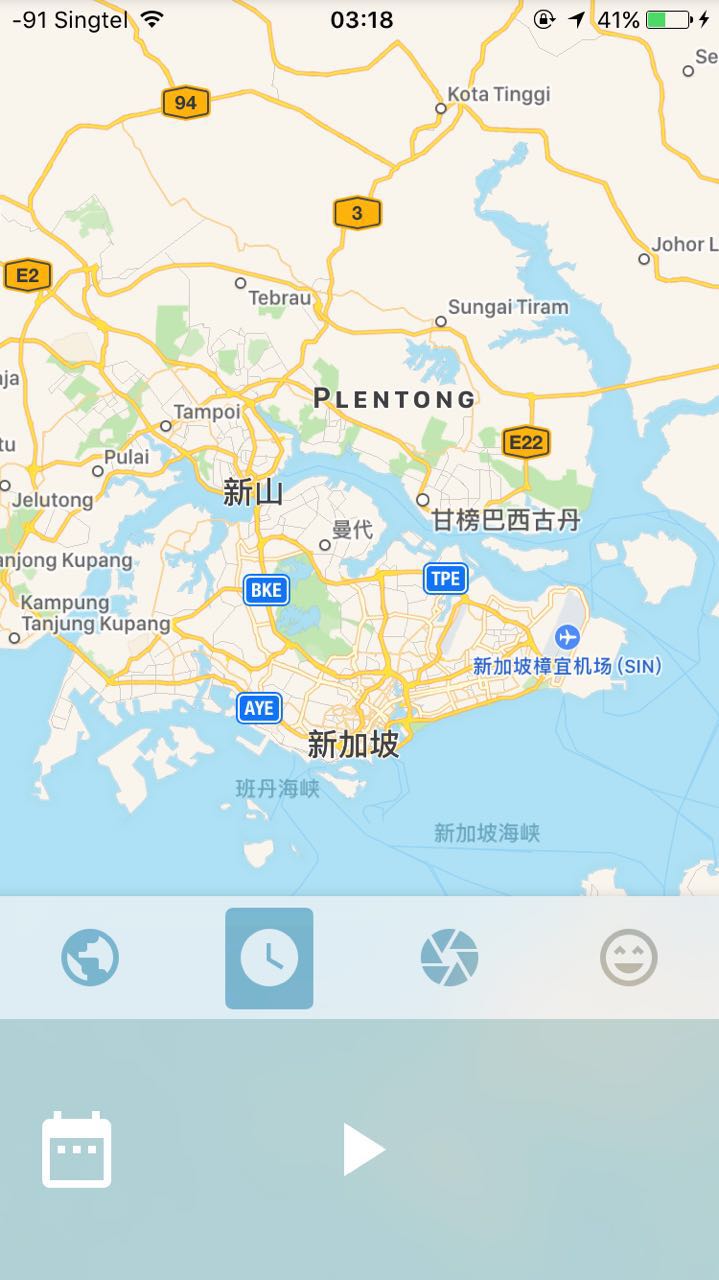 -91 Singtel 03:18 41%
Se
Kota Tinggi
94
3
Johor L
E2
Tebrau
Sungai Tiram
aja
PLENTONG
Tampoi
E22
tu
Pulai
新山
Jelutong
甘榜巴西古丹
曼代
anjong Kupang
BKE
TPE
Kampung
Tanjung Kupang
新加坡樟宜机场 (SIN)
AYE
新加坡
班丹海峡
新加坡海峡